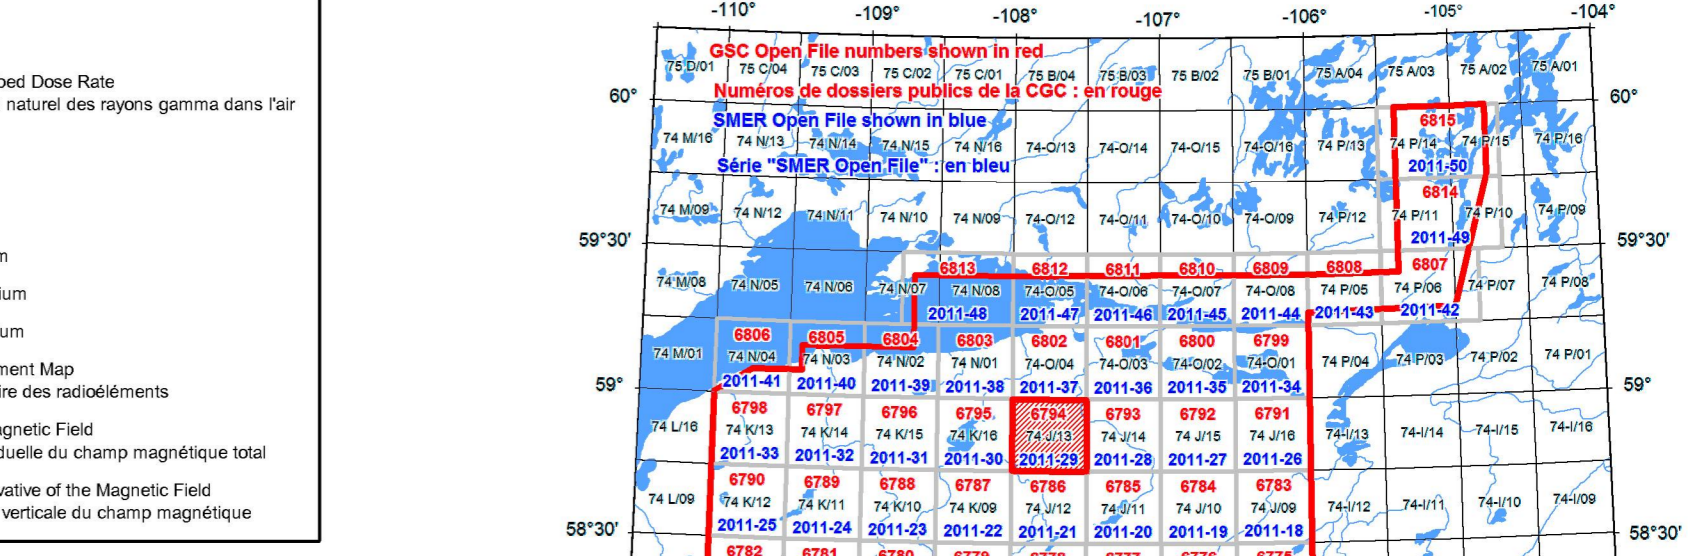 -110° -109° -108° -107° -106° -105° -104°
GSC Open File numbers shown in red
75 D/01 75 C/04 75 C/03 75 C/02 75 C/01 75 B/04 75 B/03 75 B/02 75 B/01 75 A/04 75 A/03 75 A/02 75 A/01
Numéros de dossiers publics de la CGC : en rouge
60° 60°
SMER Open File shown in blue
6815
74 M/16 74 N/13 74 N/14 74 N/15 74 N/16 74-O/13 74-O/14 74-O/15 74-O/16 74 P/13 74 P/14 74 P/15 74 P/16
Série "SMER Open File" : en bleu
2011-50
6814
74 M/09 74 N/12 74 N/11 74 N/10 74 N/09 74-O/12 74-O/11 74-O/10 74-O/09 74 P/12 74 P/11 74 P/10 74 P/09
2011-49
59°30' 59°30'
6813 6812 6811 6810 6809 6808 6807
74 M/08 74 N/05 74 N/06 74 N/07 74 N/08 74-O/05 74-O/06 74-O/07 74-O/08 74 P/05 74 P/06 74 P/07 74 P/08
2011-48 2011-47 2011-46 2011-45 2011-44 2011-43 2011-42
6806 6805 6804 6803 6802 6801 6800 6799
74 M/01 74 N/04 74 N/03 74 N/02 74 N/01 74-O/04 74-O/03 74-O/02 74-O/01 74 P/04 74 P/03 74 P/02 74 P/01
2011-41 2011-40 2011-39 2011-38 2011-37 2011-36 2011-35 2011-34
59° 59°
6798 6797 6796 6795 6794 6793 6792 6791
74 L/16 74 K/13 74 K/14 74 K/15 74 K/16 74 J/13 74 J/14 74 J/15 74 J/16 74-I/13 74-I/14 74-I/15 74-I/16
2011-33 2011-32 2011-31 2011-30 2011-29 2011-28 2011-27 2011-26
6790 6789 6788 6787 6786 6785 6784 6783
74 L/09 74 K/12 74 K/11 74 K/10 74 K/09 74 J/12 74 J/11 74 J/10 74 J/09 74-I/12 74-I/11 74-I/10 74-I/09
2011-25 2011-24 2011-23 2011-22 2011-21 2011-20 2011-19 2011-18
58°30' 58°30'
6782 6781 6780 6779 6778 6777 6776 6775
ped Dose Rate
naturel des rayons gamma dans l'air
m
ium
um
ment Map
ire des radioéléments
agnetic Field
duelle du champ magnétique total
vative of the Magnetic Field
verticale du champ magnétique